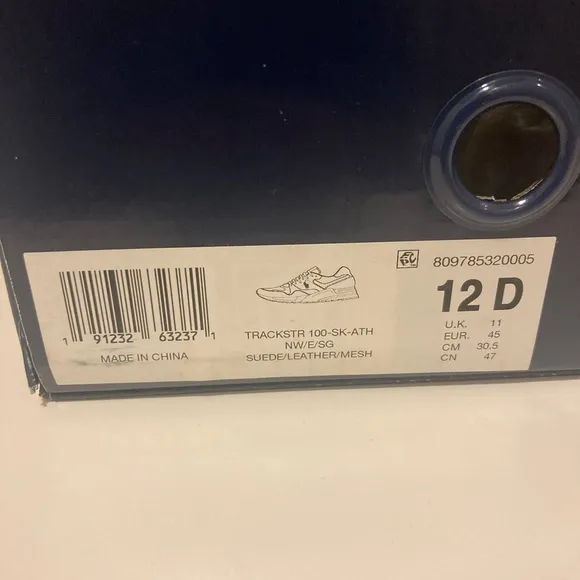 1 91232 63237 1
MADE IN CHINA
TRACKSTR 100-SK-ATH
NW/E/SG
SUEDE/LEATHER/MESH
809785320005
12 D
U.K. 11
EUR. 45
CM 30.5
CN 47